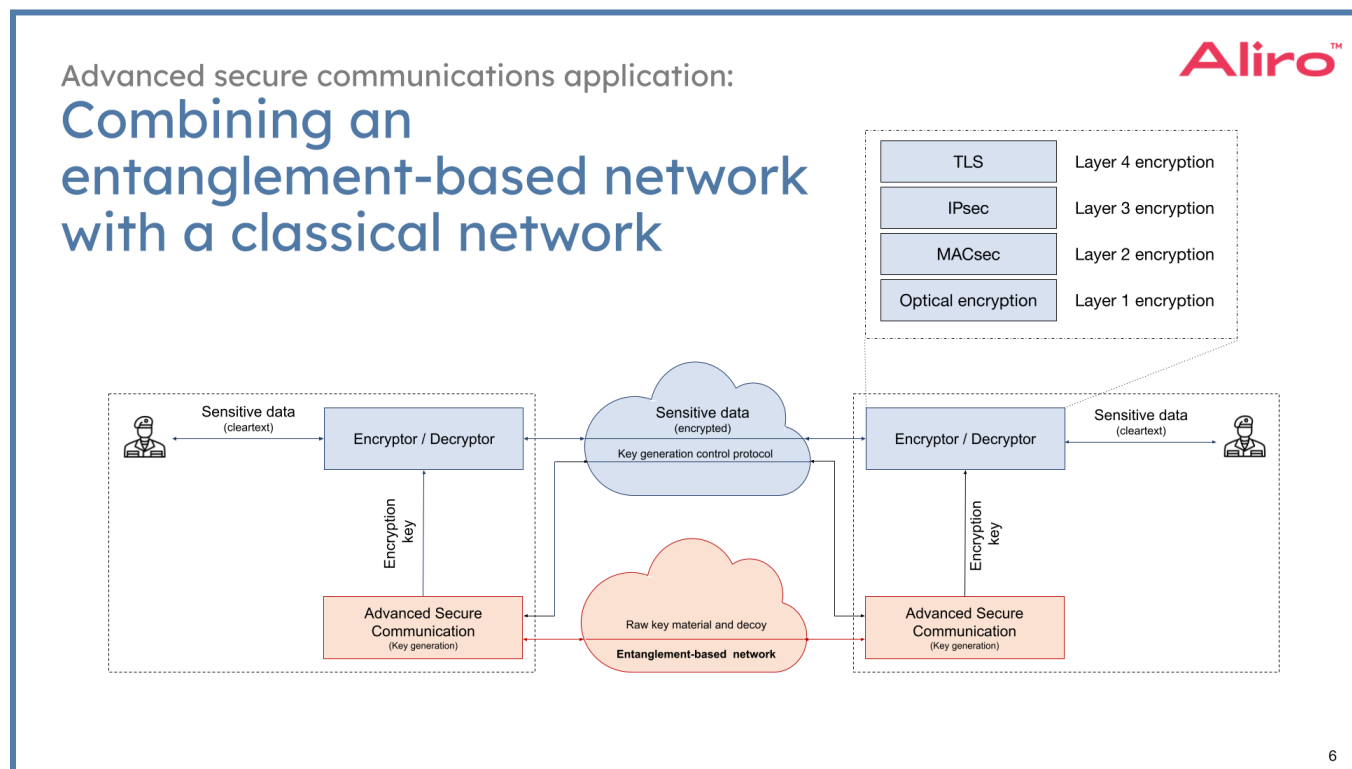 Aliro™
Advanced secure communications application:
Combining an
entanglement-based network
with a classical network
TLS
Layer 4 encryption
IPsec
Layer 3 encryption
MACsec
Layer 2 encryption
Optical encryption
Layer 1 encryption
Sensitive data
(cleartext)
Encryptor / Decryptor
Sensitive data
(encrypted)
Key generation control protocol
Encryptor / Decryptor
Sensitive data
(cleartext)
Encryption
key
Encryption
key
Advanced Secure
Communication
(Key generation)
Raw key material and decoy
Entanglement-based network
Advanced Secure
Communication
(Key generation)
6